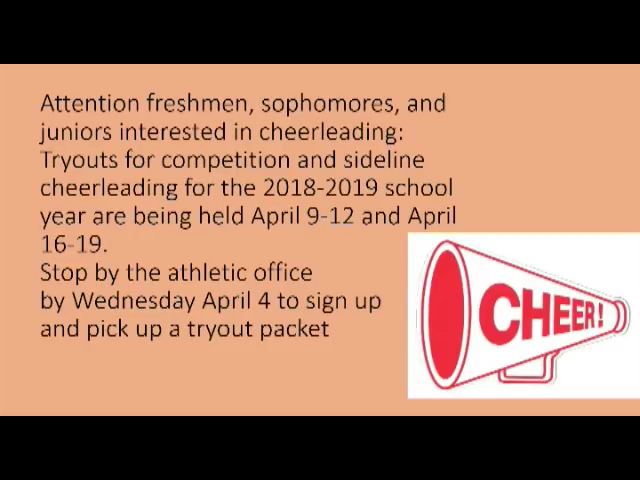 Attention freshmen, sophomores, and
juniors interested in cheerleading:
Tryouts for competition and sideline
cheerleading for the 2018-2019 school
year are being held April 9-12 and April
16-19.
Stop by the athletic office
by Wednesday April 4 to sign up
and pick up a tryout packet
CHEER!